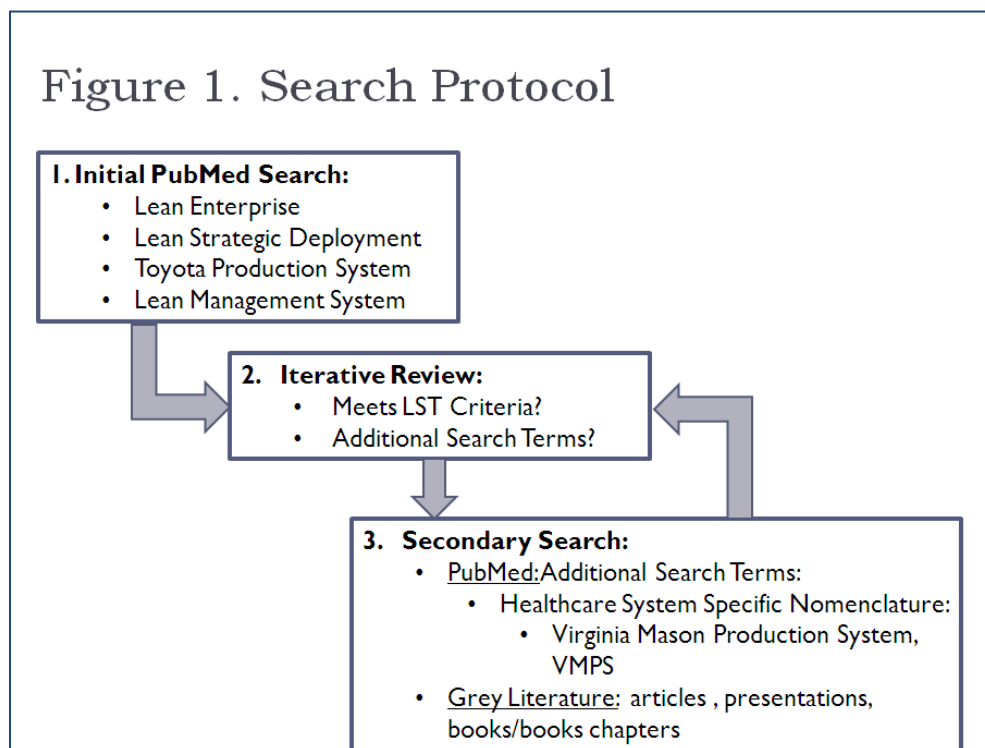 Figure 1. Search Protocol
1. Initial PubMed Search:
• Lean Enterprise
• Lean Strategic Deployment
• Toyota Production System
• Lean Management System
2. Iterative Review:
• Meets LST Criteria?
• Additional Search Terms?
3. Secondary Search:
• PubMed:Additional Search Terms:
• Healthcare System Specific Nomenclature:
• Virginia Mason Production System,
VMPS
• Grey Literature: articles , presentations,
books/books chapters